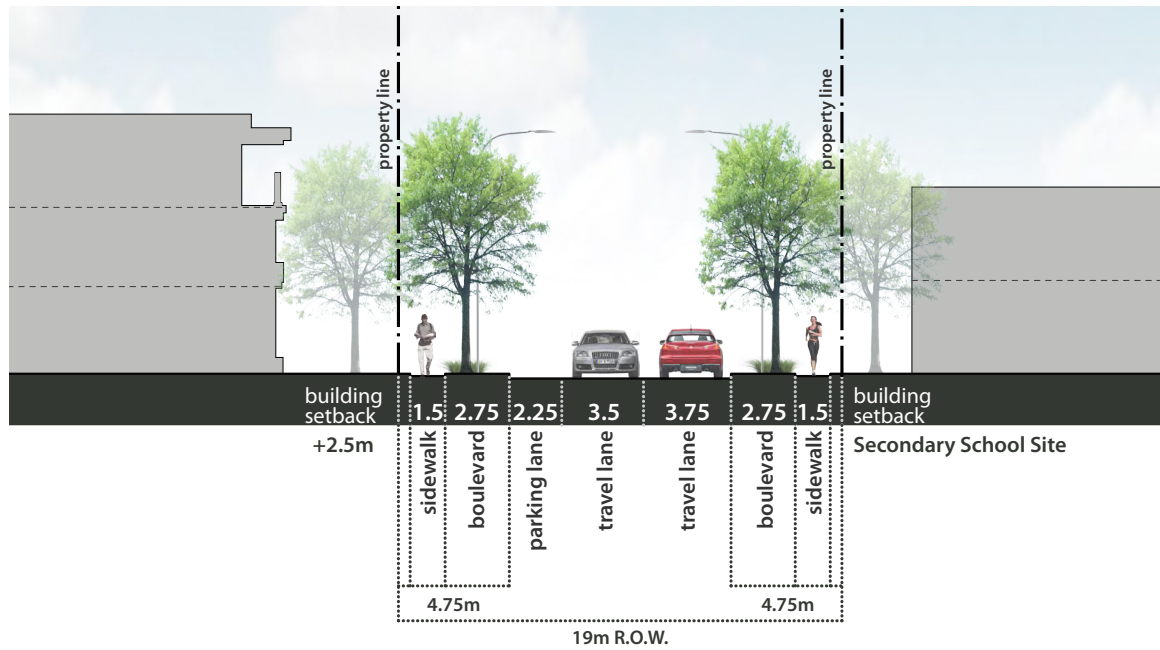 property line
property line
building
setback
1.5
2.75
2.25
3.5
3.75
2.75
1.5
building
setback
+2.5m
sidewalk
boulevard
parking lane
travel lane
travel lane
boulevard
sidewalk
Secondary School Site
4.75m
4.75m
19m R.O.W.